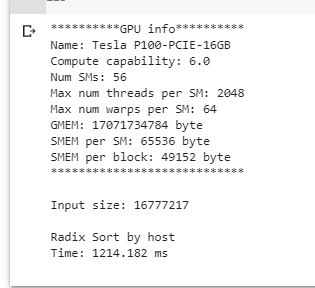 **********GPU info**********
Name: Tesla P100-PCIE-16GB
Compute capability: 6.0
Num SMs: 56
Max num threads per SM: 2048
Max num warps per SM: 64
GMEM: 17071734784 byte
SMEM per SM: 65536 byte
SMEM per block: 49152 byte
****************************
Input size: 16777217
Radix Sort by host
Time: 1214.182 ms